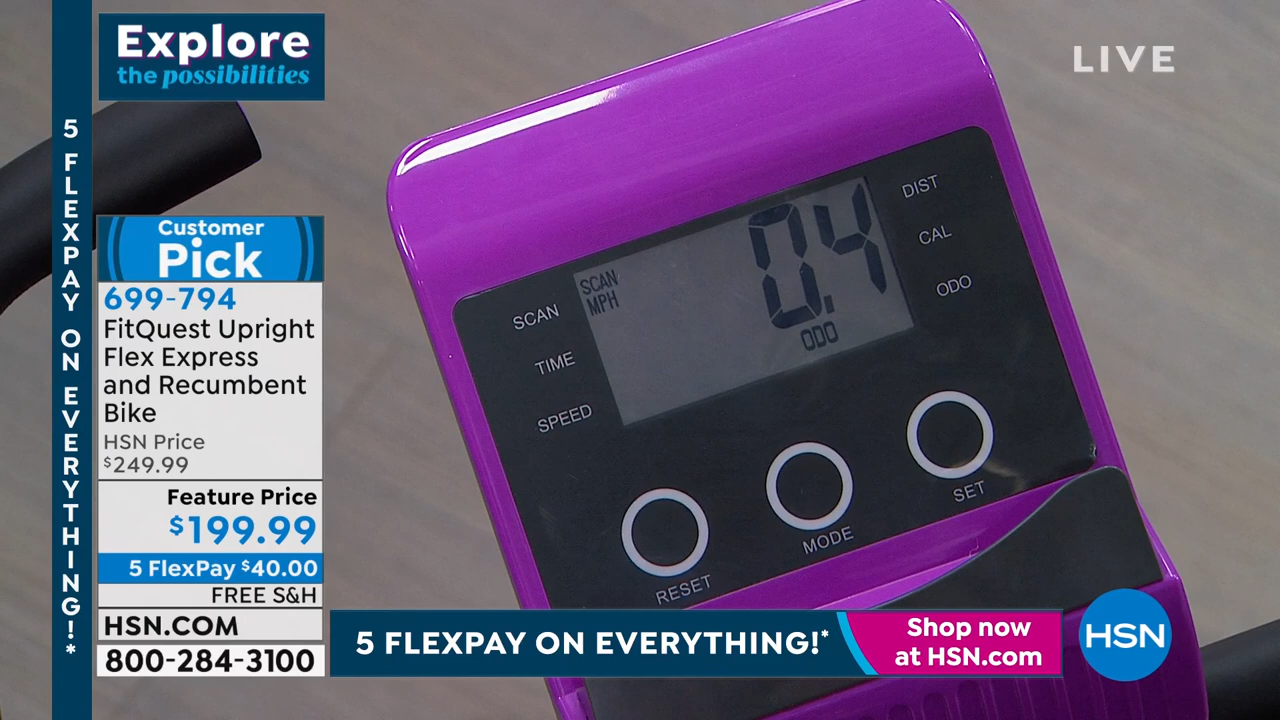 Explore
the possibilities
LIVE
5 FLEXPAY ON EVERYTHING!*
Customer
Pick
699-794
FitQuest Upright
Flex Express
and Recumbent
Bike
HSN Price
$249.99
Feature Price
$199.99
5 FlexPay $40.00
FREE S&H
HSN.COM
800-284-3100
SCAN
TIME
SPEED
SCAN
MPH
0.4
ODO
DIST
CAL
ODO
RESET
MODE
SET
5 FLEXPAY ON EVERYTHING!*
Shop now
at HSN.com
HSN